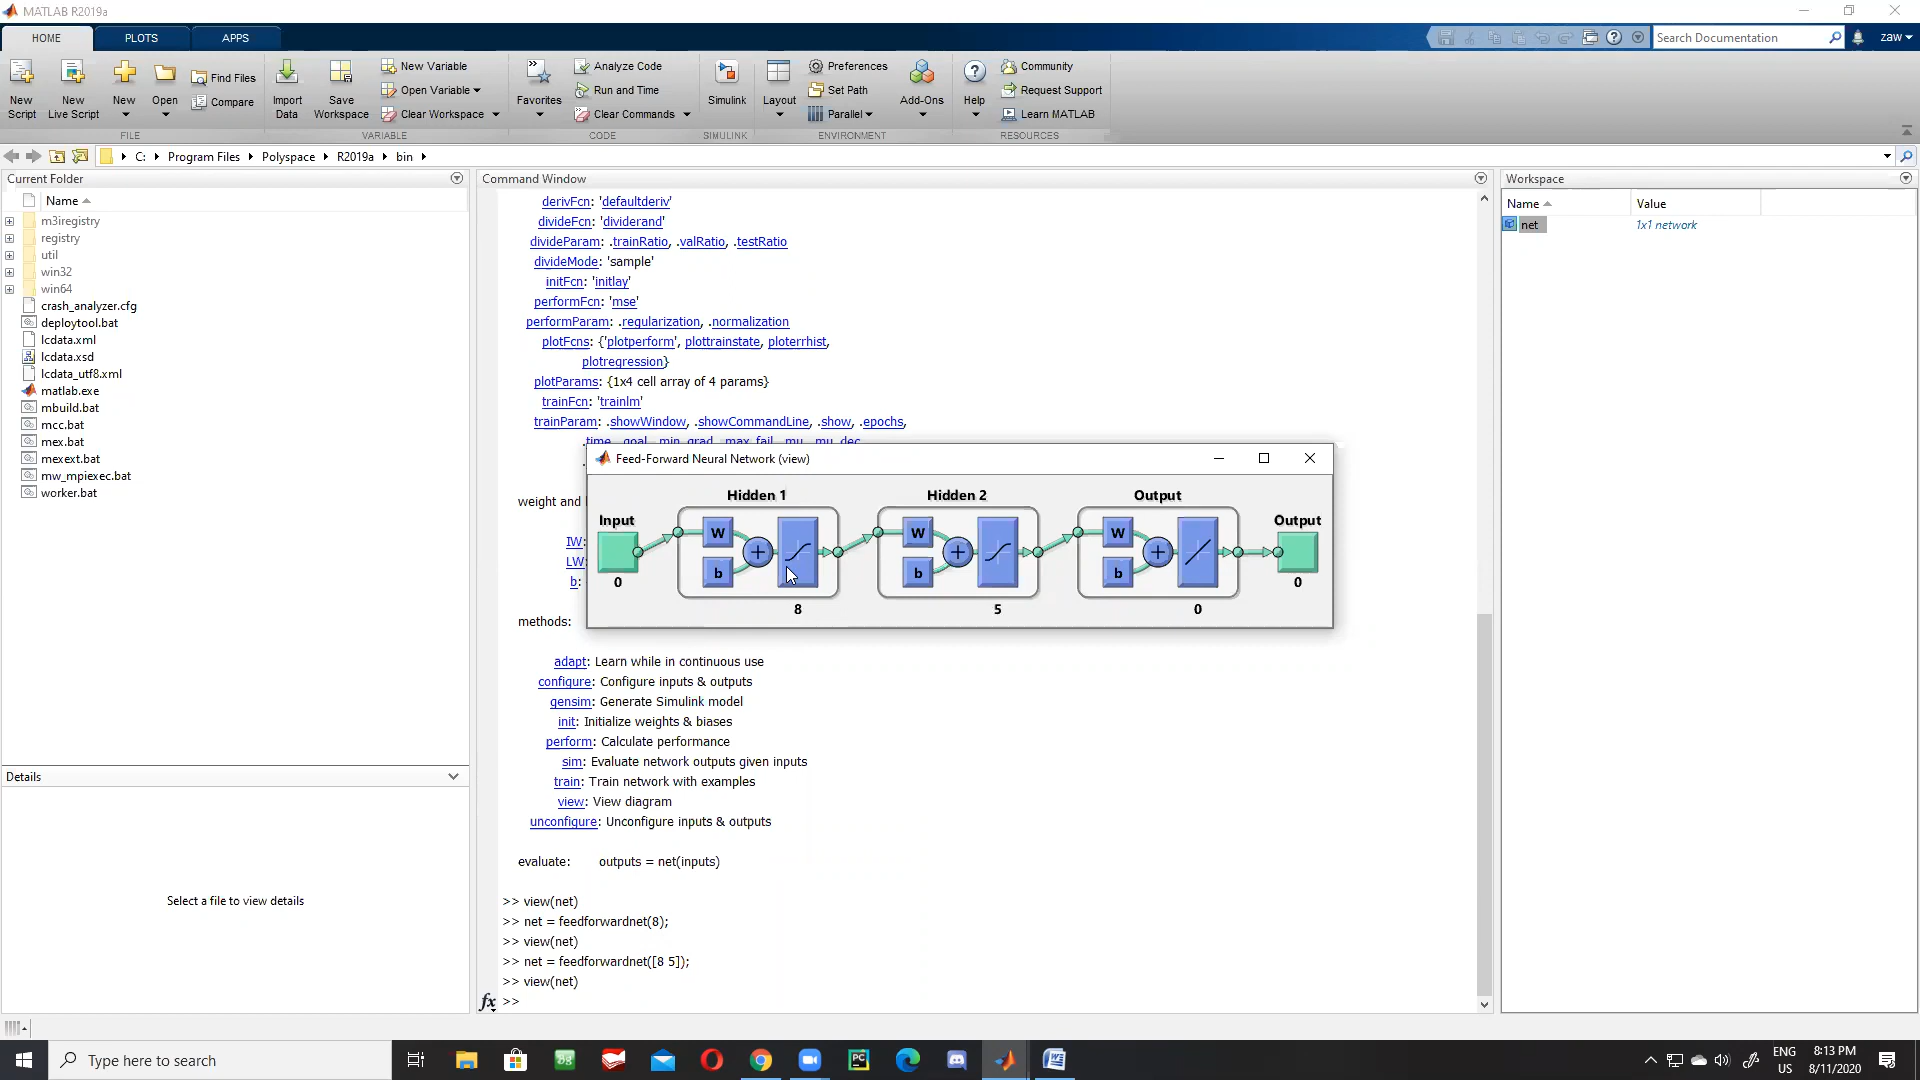 MATLAB R2019a
HOME
PLOTS
APPS
Search Documentation
zaw
New Script
New Live Script
New
Open
Find Files
Compare
Import Data
Save Workspace
New Variable
Open Variable
Clear Workspace
Favorites
Analyze Code
Run and Time
Clear Commands
Simulink
Layout
Preferences
Set Path
Parallel
Add-Ons
Help
Community
Request Support
Learn MATLAB
FILE
VARIABLE
CODE
SIMULINK
ENVIRONMENT
RESOURCES
C: Program Files Polyspace R2019a bin
Current Folder
Name
m3iregistry
registry
util
win32
win64
crash_analyzer.cfg
deploytool.bat
lcdata.xml
lcdata.xsd
lcdata_utf8.xml
matlab.exe
mbuild.bat
mcc.bat
mex.bat
mexext.bat
mw_mpiexec.bat
worker.bat
Details
Select a file to view details
Command Window
derivFcn: 'defaultderiv'
divideFcn: 'dividerand'
divideParam: .trainRatio, .valRatio, .testRatio
divideMode: 'sample'
initFcn: 'initlay'
performFcn: 'mse'
performParam: .regularization, .normalization
plotFcns: {'plotperform', plottrainstate, ploterrhist,
plotregression}
plotParams: {1x4 cell array of 4 params}
trainFcn: 'trainlm'
trainParam: .showWindow, .showCommandLine, .show, .epochs,
.time, .goal, .min_grad, .max_fail, .mu, .mu_dec,
weight and
IW:
LW:
b:
methods:
adapt: Learn while in continuous use
configure: Configure inputs & outputs
gensim: Generate Simulink model
init: Initialize weights & biases
perform: Calculate performance
sim: Evaluate network outputs given inputs
train: Train network with examples
view: View diagram
unconfigure: Unconfigure inputs & outputs
evaluate: outputs = net(inputs)
>> view(net)
>> net = feedforwardnet(8);
>> view(net)
>> net = feedforwardnet([8 5]);
>> view(net)
fx >>
Feed-Forward Neural Network (view)
Hidden 1
Hidden 2
Output
Input
Output
W
W
W
b
b
b
0
0
8
5
0
Workspace
Name
Value
net
1x1 network
Type here to search
ENG
US
8:13 PM
8/11/2020